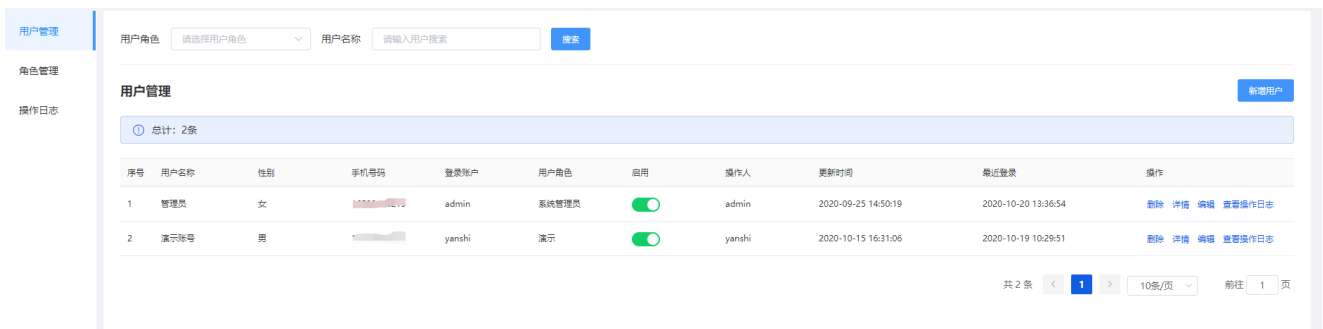 用户管理
角色管理
操作日志
用户角色 请选择用户角色 用户名称 请输入用户搜索 搜索
用户管理 新增用户
总计：2条
序号 用户名称 性别 手机号码 登录账户 用户角色 启用 操作人 更新时间 最近登录 操作
1 管理员 女 admin 系统管理员 admin 2020-09-25 14:50:19 2020-10-20 13:36:54 删除 详情 编辑 查看操作日志
2 演示账号 男 yanshi 演示 yanshi 2020-10-15 16:31:06 2020-10-19 10:29:51 删除 详情 编辑 查看操作日志
共 2 条 < 1 > 10条/页 前往 1 页